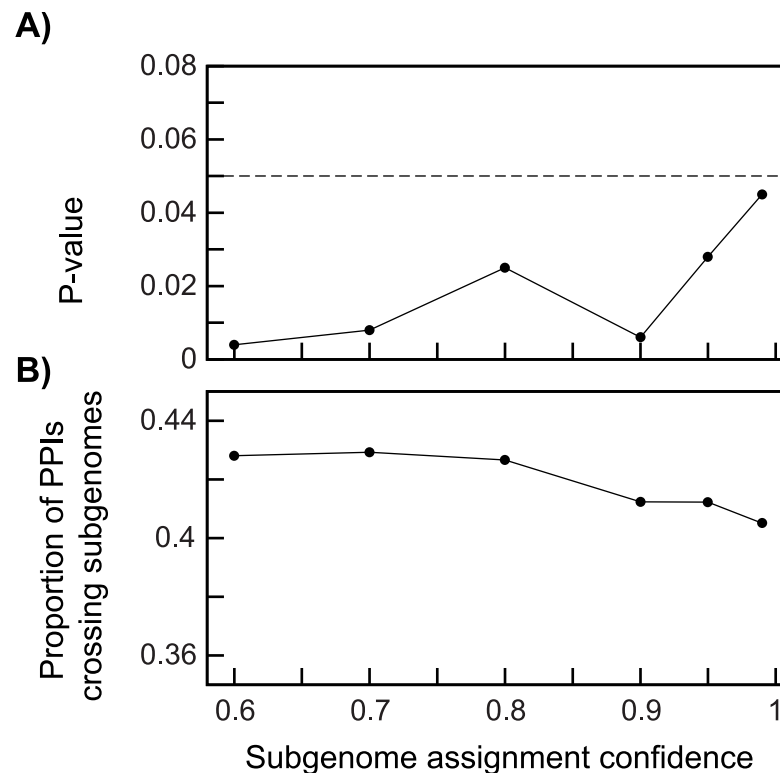 A)
0.08
0.06
0.04
0.02
0
P-value
B)
0.44
0.4
0.36
Proportion of PPIs
crossing subgenomes
0.6 0.7 0.8 0.9 1
Subgenome assignment confidence